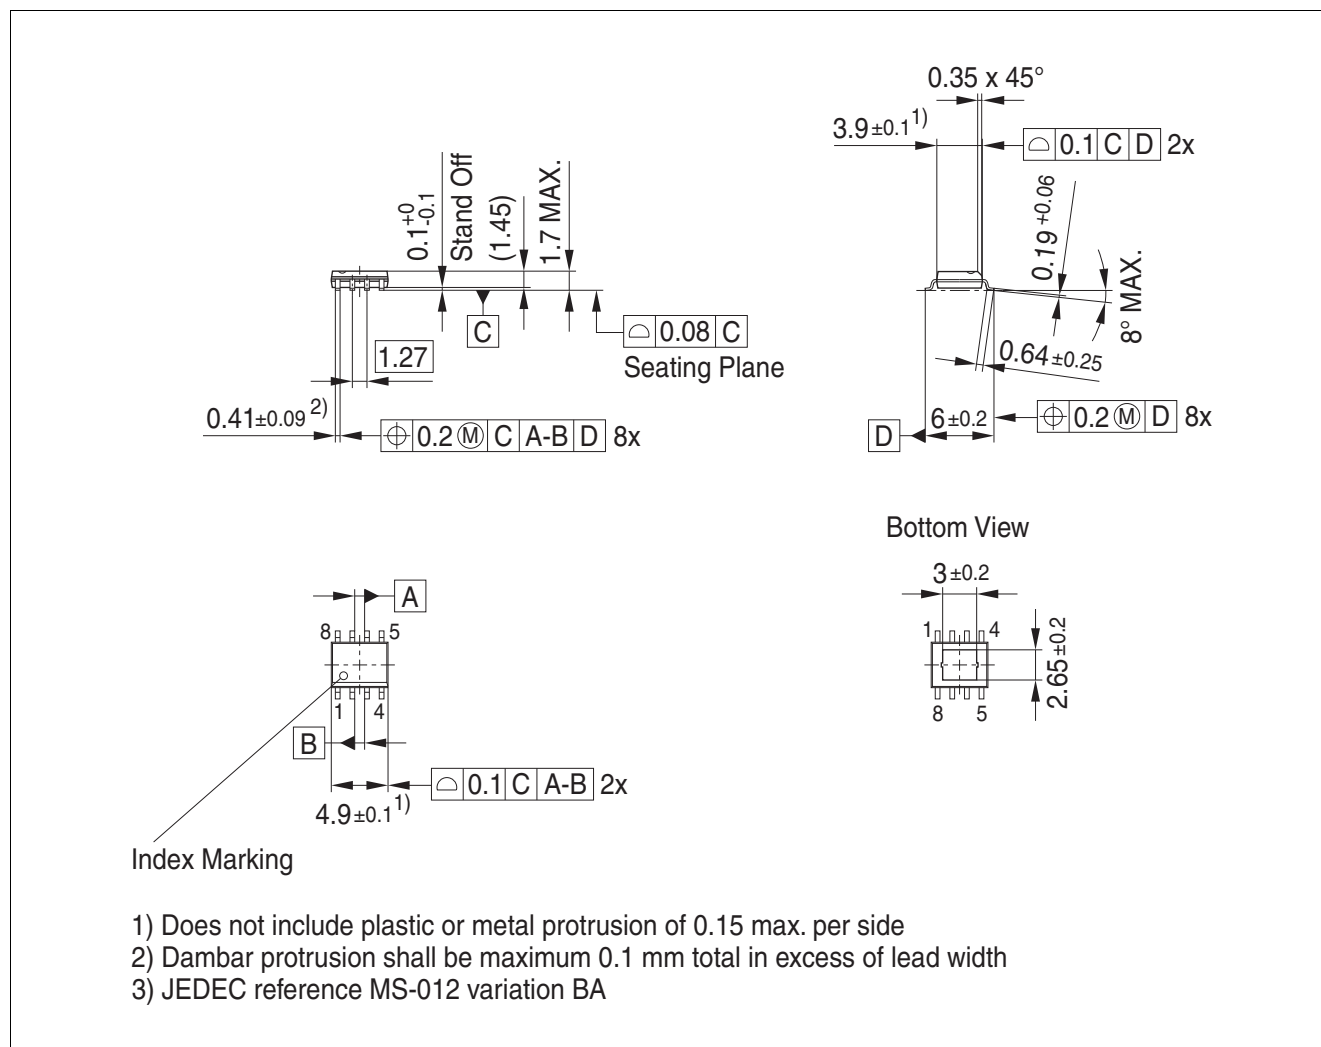 0.35 x 45°
3.9±0.1 1)
⌓ 0.1 C D 2x
0.1 +0 -0.1
Stand Off
(1.45)
1.7 MAX.
0.19 +0.06
8° MAX.
C
⌓ 0.08 C
Seating Plane
1.27
0.64±0.25
0.41±0.09 2)
⌖ 0.2 Ⓜ C A-B D 8x
D
6±0.2
⌖ 0.2 Ⓜ D 8x
Bottom View
3±0.2
A
8 5
1 4
2.65±0.2
1 4
8 5
B
⌓ 0.1 C A-B 2x
4.9±0.1 1)
Index Marking
1) Does not include plastic or metal protrusion of 0.15 max. per side
2) Dambar protrusion shall be maximum 0.1 mm total in excess of lead width
3) JEDEC reference MS-012 variation BA